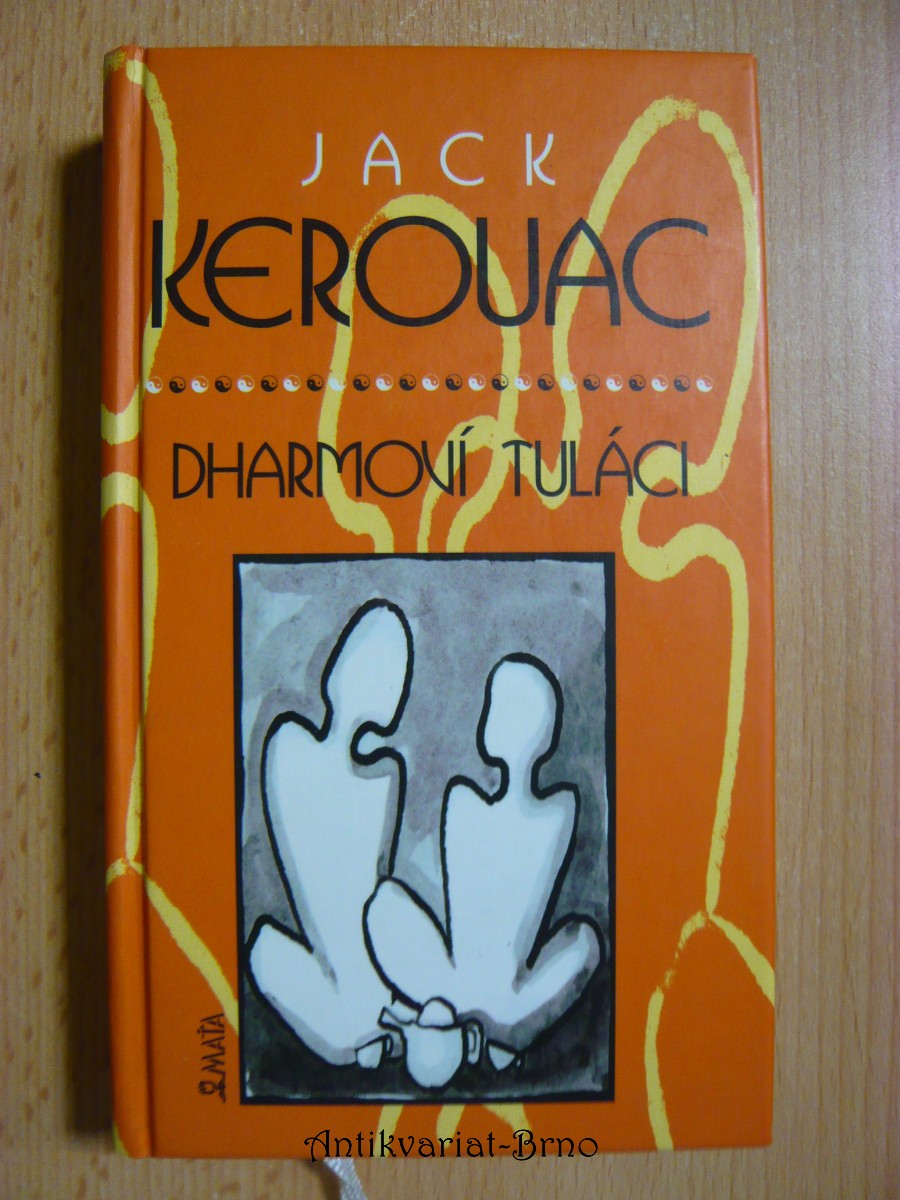 JACK
KEROUAC
DHARMOVÍ TULÁCI
MAŤA
Antikvariat-Brno